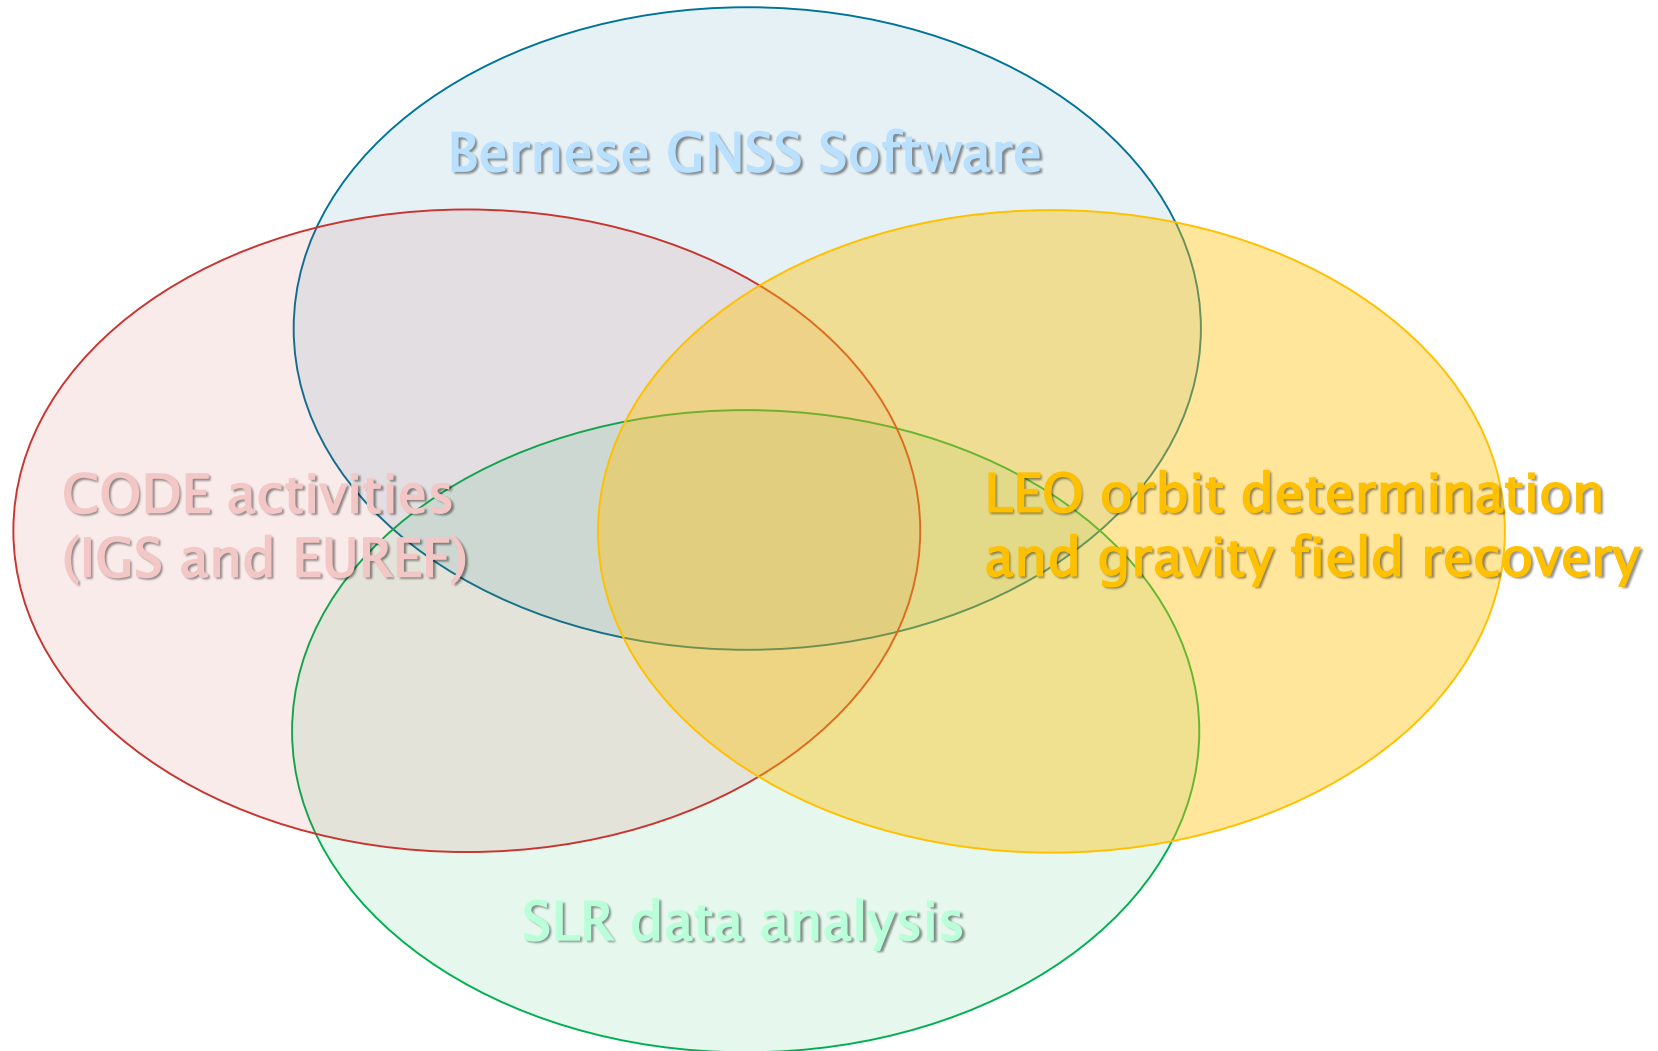 Bernese GNSS Software
CODE activities
(IGS and EUREF)
LEO orbit determination
and gravity field recovery
SLR data analysis